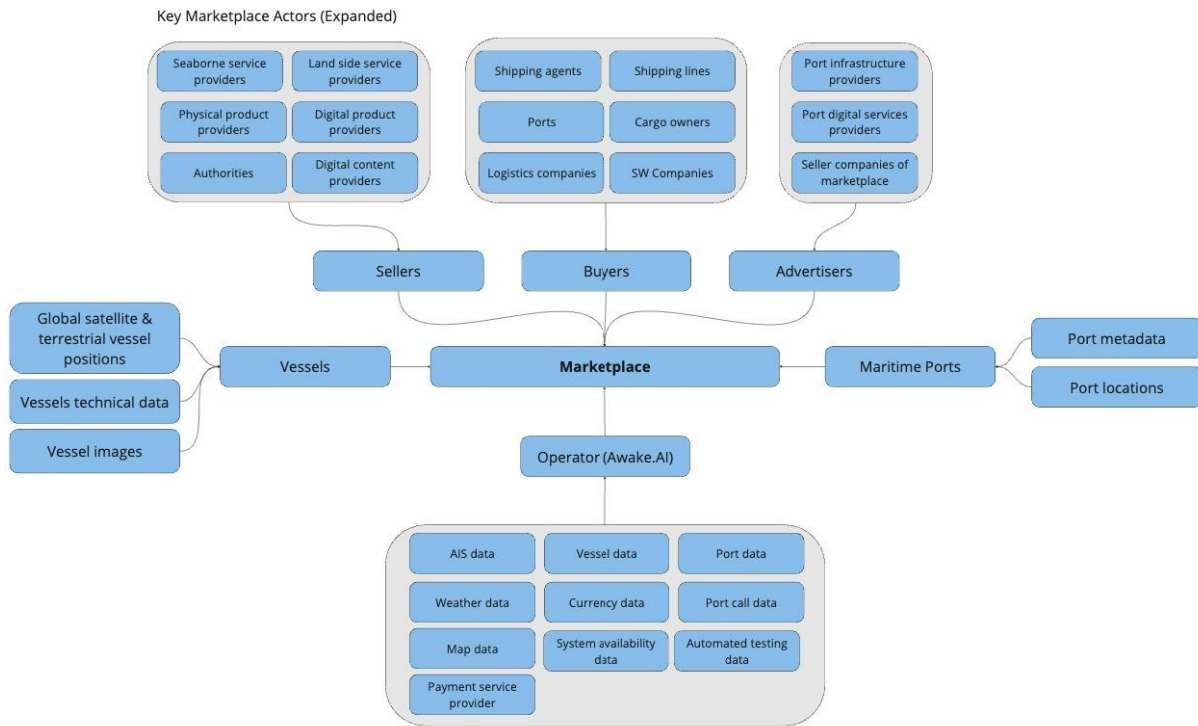 Key Marketplace Actors (Expanded)
Seaborne service
providers
Land side service
providers
Physical product
providers
Digital product
providers
Authorities
Digital content
providers
Shipping agents
Shipping lines
Ports
Cargo owners
Logistics companies
SW Companies
Port infrastructure
providers
Port digital services
providers
Seller companies of
marketplace
Sellers
Buyers
Advertisers
Global satellite &
terrestrial vessel
positions
Vessels technical data
Vessel images
Vessels
Marketplace
Maritime Ports
Port metadata
Port locations
Operator (Awake.AI)
AIS data
Vessel data
Port data
Weather data
Currency data
Port call data
Map data
System availability
data
Automated testing
data
Payment service
provider